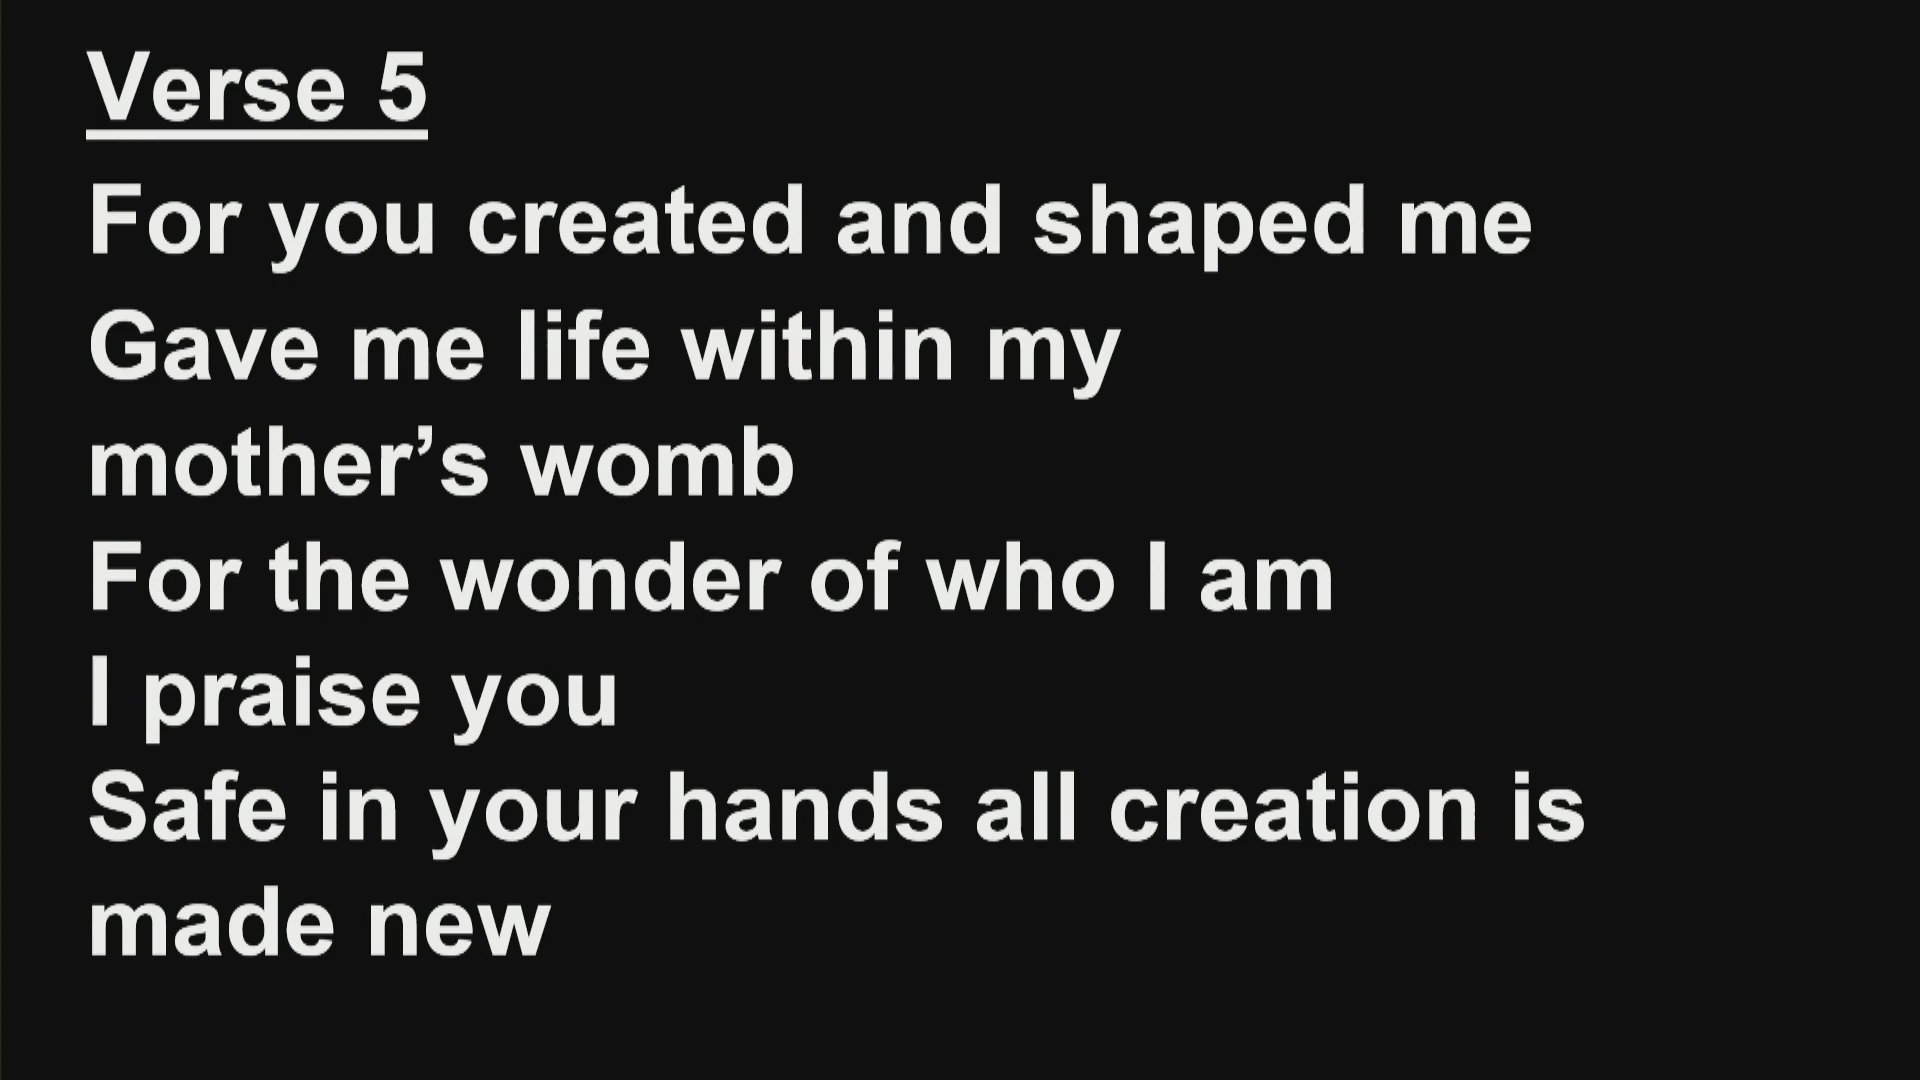 Verse 5
For you created and shaped me
Gave me life within my
mother’s womb
For the wonder of who I am
I praise you
Safe in your hands all creation is
made new